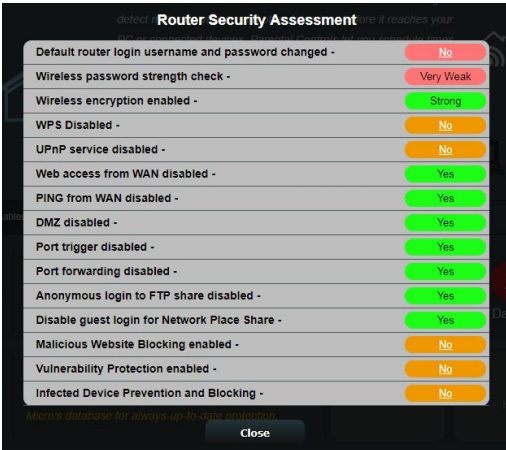 detect
it reaches your
Router Security Assessment
Default router login username and password changed - No
Wireless password strength check - Very Weak
Wireless encryption enabled - Strong
WPS Disabled - No
UPnP service disabled - No
Web access from WAN disabled - Yes
PING from WAN disabled - Yes
DMZ disabled - Yes
Port trigger disabled - Yes
Port forwarding disabled - Yes
Anonymous login to FTP share disabled - Yes
Disable guest login for Network Place Share - Yes
Malicious Website Blocking enabled - No
Vulnerability Protection enabled - No
Infected Device Prevention and Blocking - No
Micro's database for always-up-to-date protection.
Close